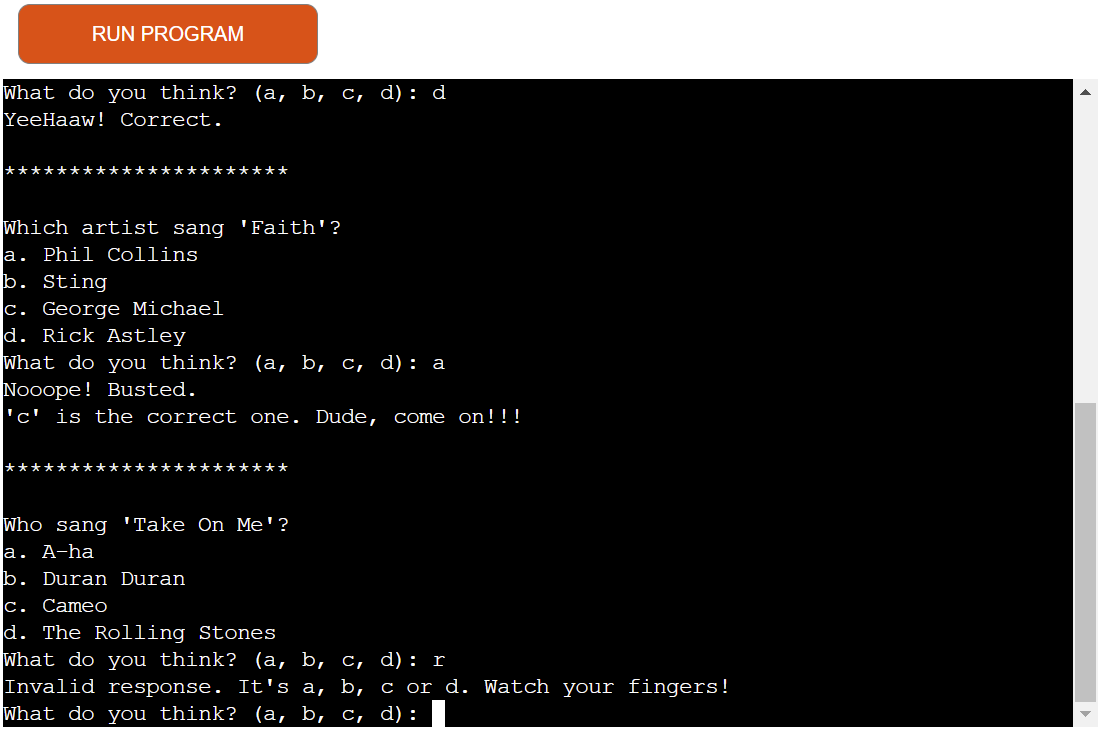 RUN PROGRAM
What do you think? (a, b, c, d): d
YeeHaaw! Correct.
**********************
Which artist sang 'Faith'?
a. Phil Collins
b. Sting
c. George Michael
d. Rick Astley
What do you think? (a, b, c, d): a
Nooope! Busted.
'c' is the correct one. Dude, come on!!!
**********************
Who sang 'Take On Me'?
a. A-ha
b. Duran Duran
c. Cameo
d. The Rolling Stones
What do you think? (a, b, c, d): r
Invalid response. It's a, b, c or d. Watch your fingers!
What do you think? (a, b, c, d):